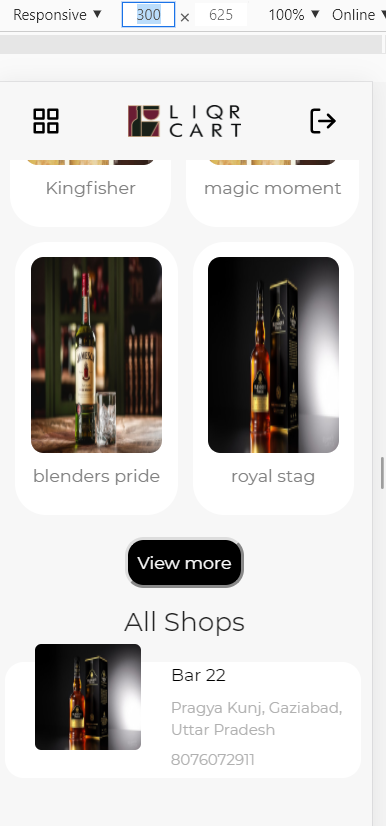 Responsive ▼ 300 × 625 100% ▼ Online
LIQR
CART
Kingfisher magic moment
blenders pride royal stag
View more
All Shops
Bar 22
Pragya Kunj, Gaziabad,
Uttar Pradesh
8076072911